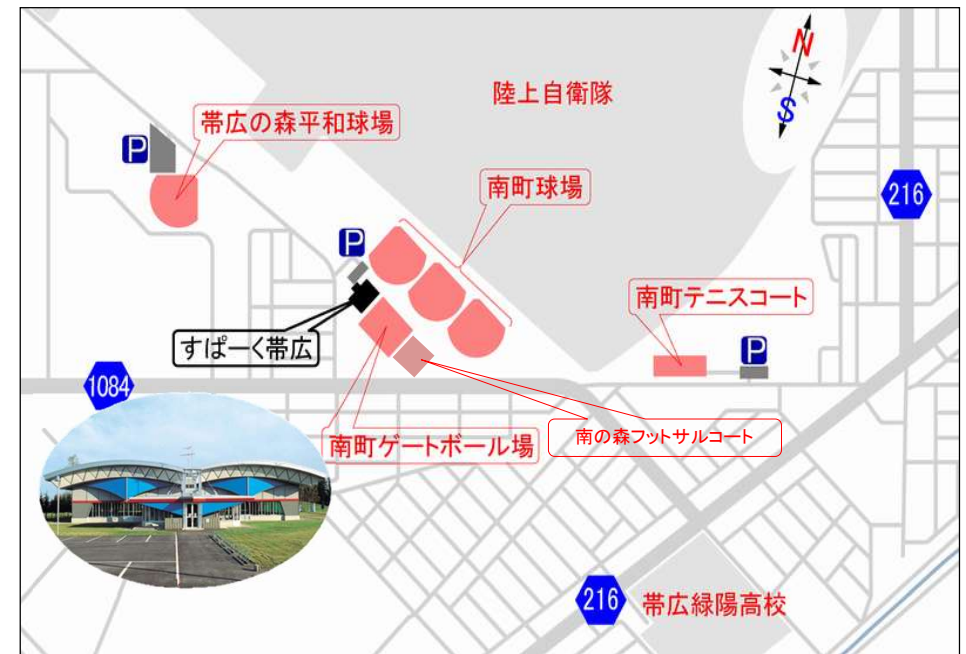 N
S
陸上自衛隊
帯広の森平和球場
P
南町球場
216
P
南町テニスコート
P
すぱーく帯広
1084
南町ゲートボール場
南の森フットサルコート
216
帯広緑陽高校